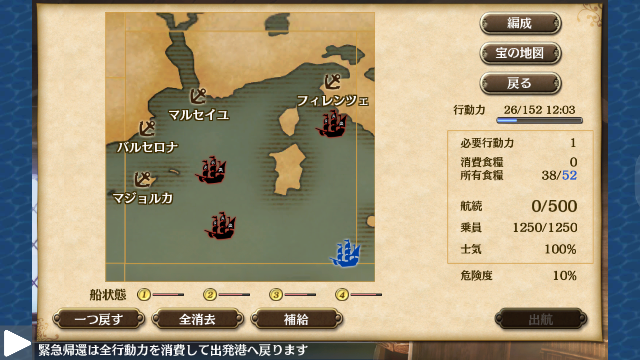 編成
宝の地図
戻る
行動力 26/152 12:03
フィレンツェ
マルセイユ
バルセロナ
マジョルカ
必要行動力 1
消費食糧 0
所有食糧 38/52
航続 0/500
乗員 1250/1250
士気 100%
危険度 10%
船状態 1 2 3 4
一つ戻す 全消去 補給 出航
緊急帰還は全行動力を消費して出発港へ戻ります